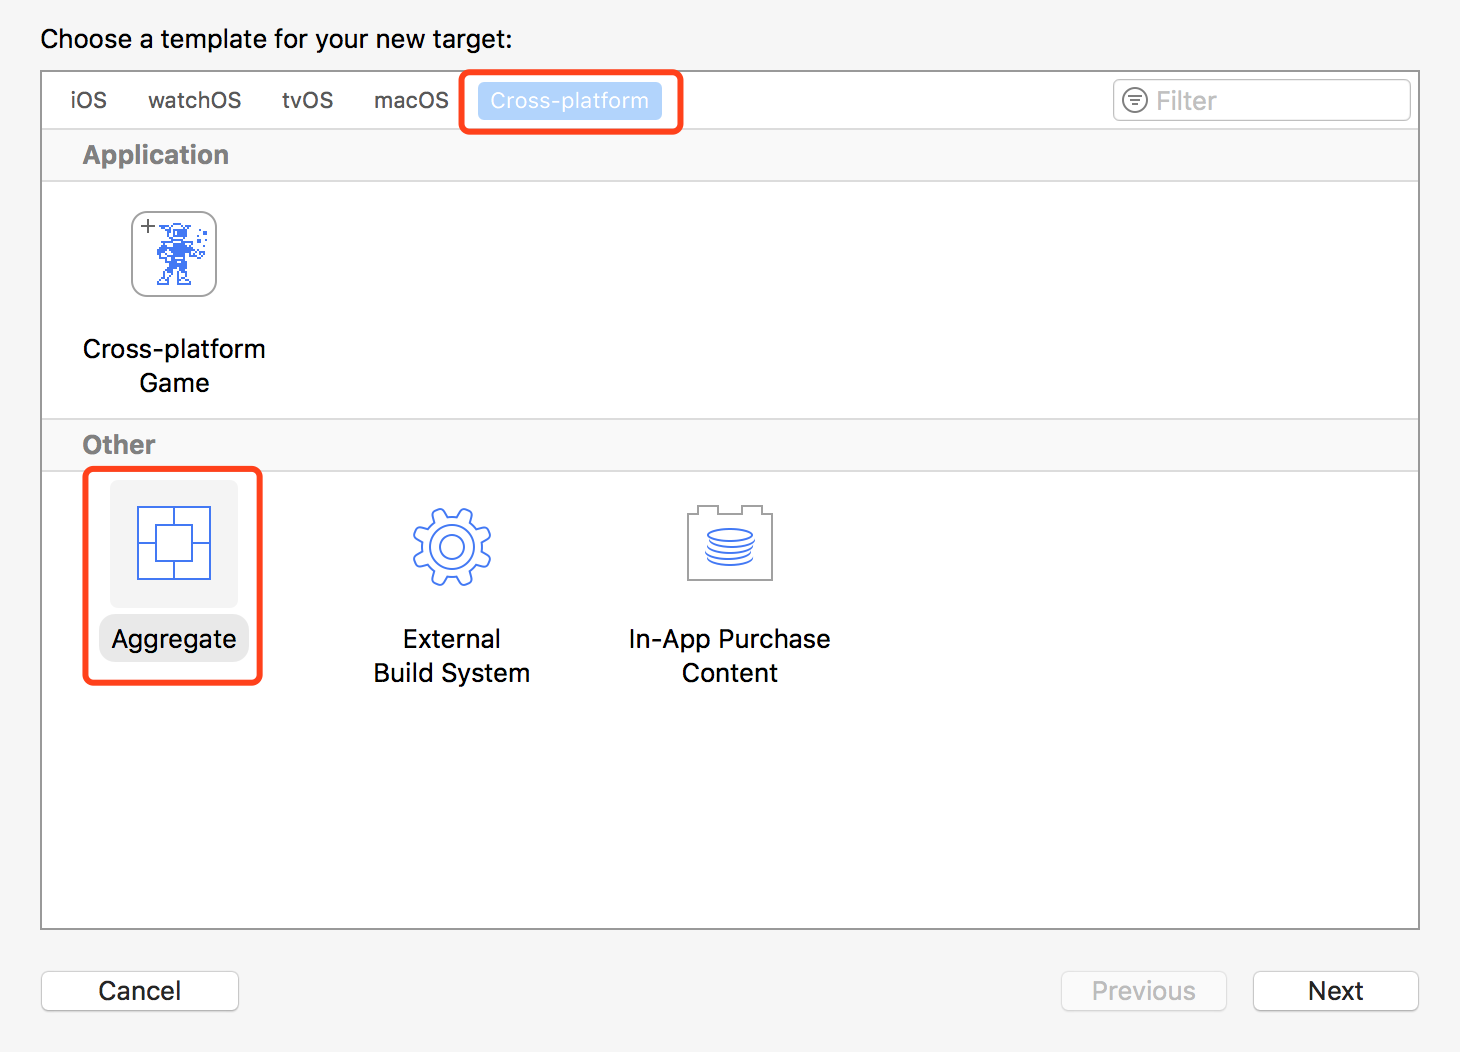 Choose a template for your new target:
iOS watchOS tvOS macOS Cross-platform Filter
Application
Cross-platform
Game
Other
Aggregate
External
Build System
In-App Purchase
Content
Cancel Previous Next